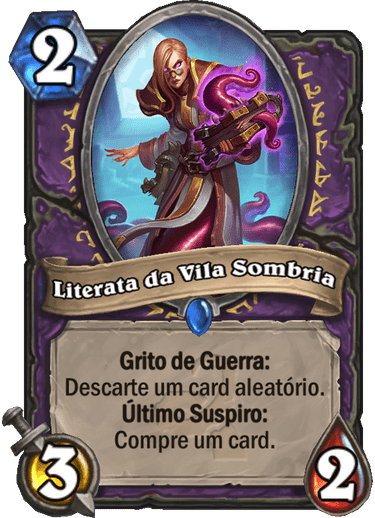 2
Literata da Vila Sombria
Grito de Guerra:
Descarte um card aleatório.
Último Suspiro:
Compre um card.
3
2